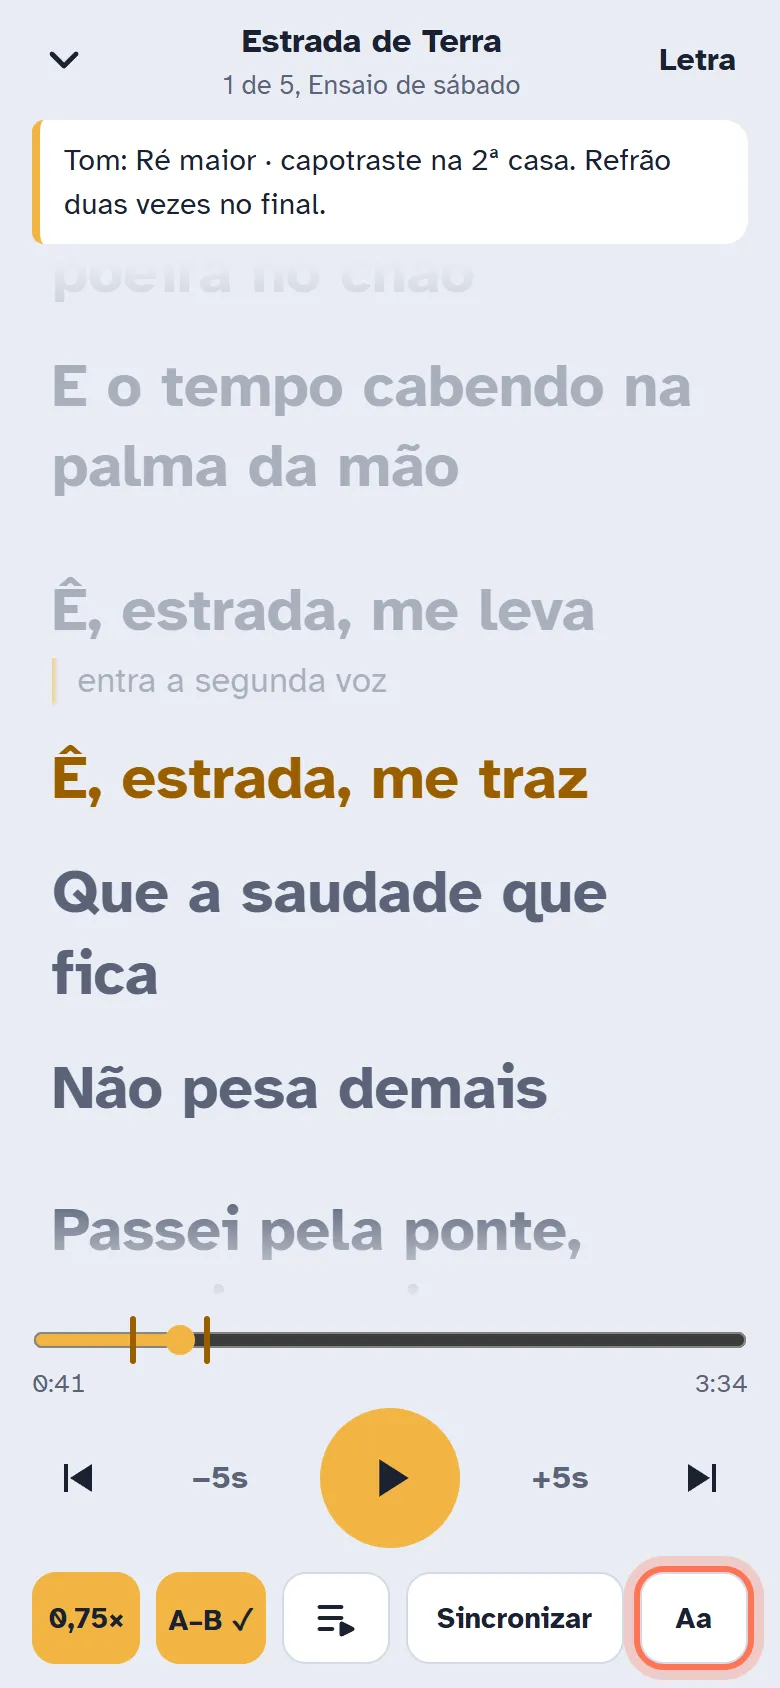 Estrada de Terra
1 de 5, Ensaio de sábado
Letra
Tom: Ré maior · capotraste na 2ª casa. Refrão
duas vezes no final.
poeira no chão
E o tempo cabendo na
palma da mão
Ê, estrada, me leva
entra a segunda voz
Ê, estrada, me traz
Que a saudade que
fica
Não pesa demais
Passei pela ponte,
0:41
3:34
–5s
+5s
0,75×
A–B ✓
Sincronizar
Aa